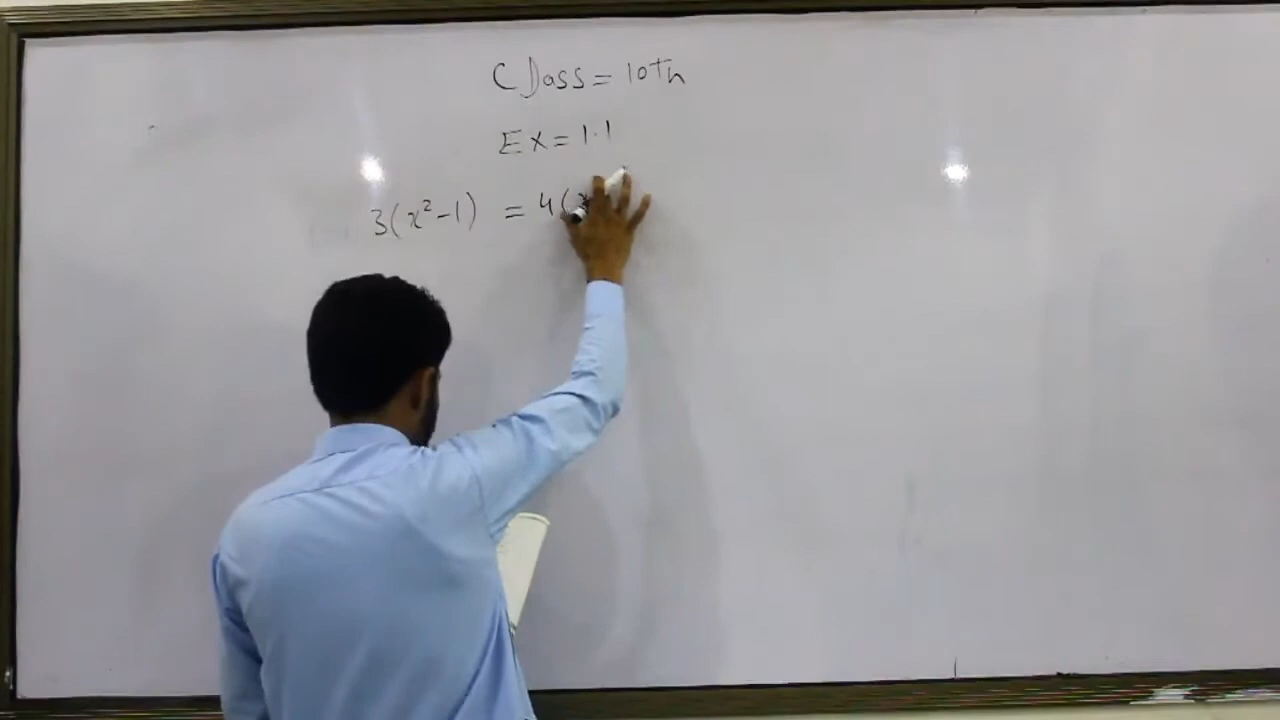 Class = 10th
Ex = 1.1
3(x²-1) = 4(x